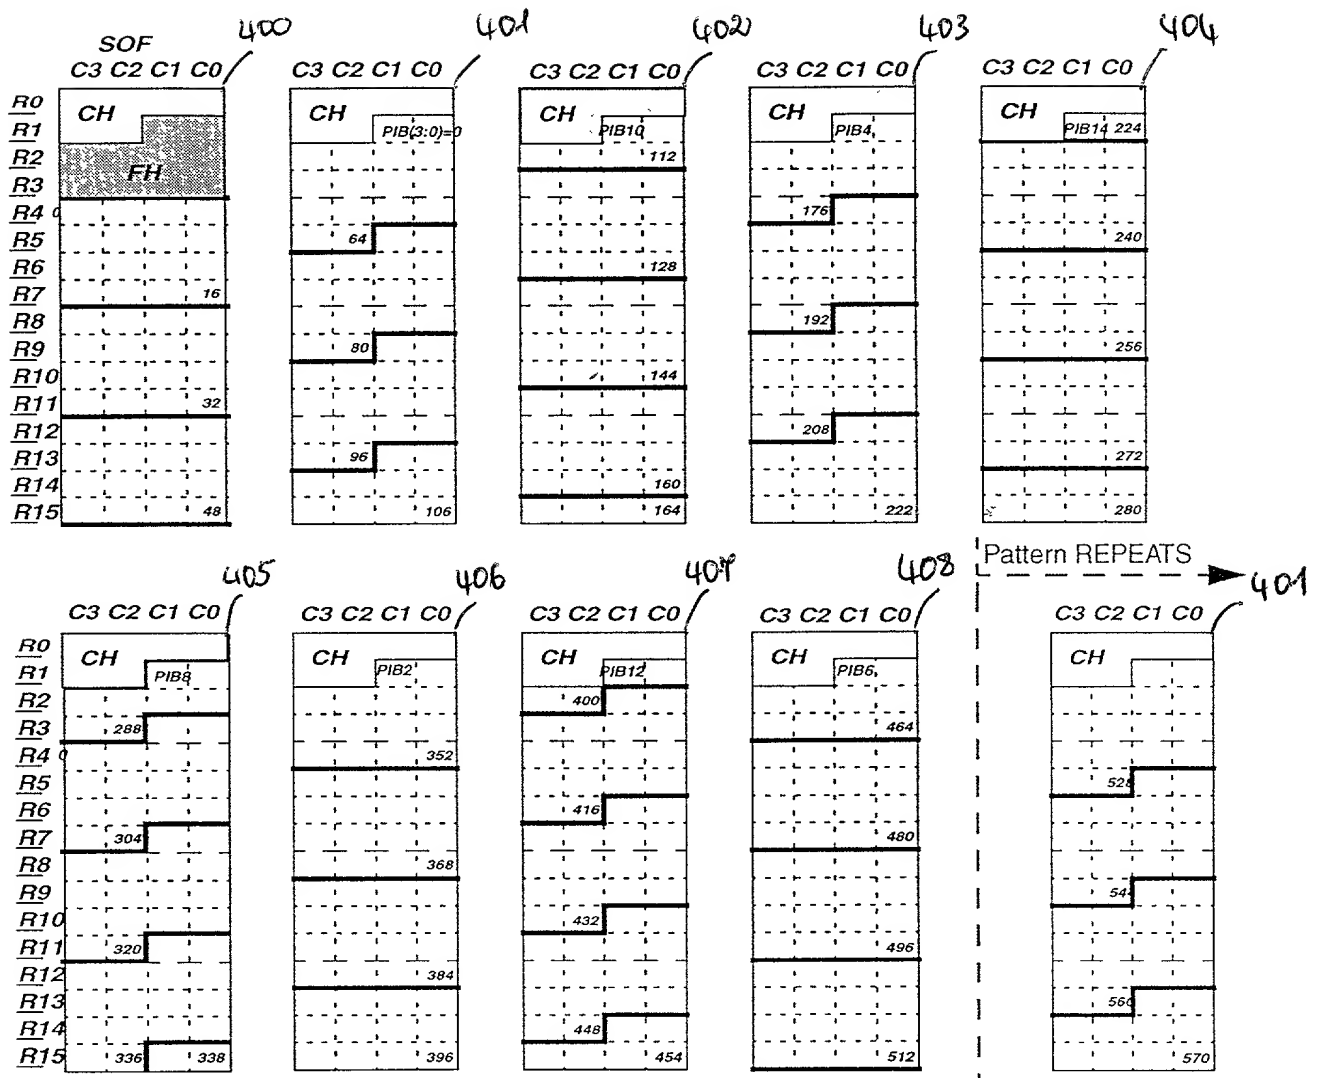 400 401 402 403 404
SOF
C3 C2 C1 C0 C3 C2 C1 C0 C3 C2 C1 C0 C3 C2 C1 C0 C3 C2 C1 C0
R0 CH CH CH CH CH
R1 PIB(3:0)=0 PIB10 PIB4 PIB14 224
R2 FH 112
R3
R4 0 176
R5 64 240
R6 128
R7 16
R8 192
R9 80 256
R10 144
R11 32
R12 208
R13 96 272
R14 160
R15 48 106 164 222 280
Pattern REPEATS
405 406 407 408 401
C3 C2 C1 C0 C3 C2 C1 C0 C3 C2 C1 C0 C3 C2 C1 C0 C3 C2 C1 C0
R0 CH CH CH CH CH
R1 PIB8 PIB2 PIB12 PIB6
R2 400
R3 288 464
R4 0 352
R5 528
R6 416
R7 304 480
R8 368
R9 544
R10 432
R11 320 496
R12 384
R13 560
R14 448
R15 336 338 396 454 512 570